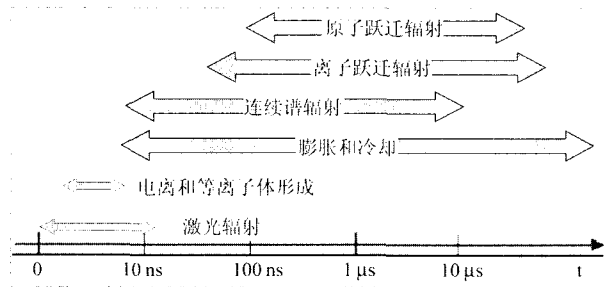 原子跃迁辐射
离子跃迁辐射
连续谱辐射
膨胀和冷却
电离和等离子体形成
激光辐射
0 10 ns 100 ns 1 μs 10 μs t